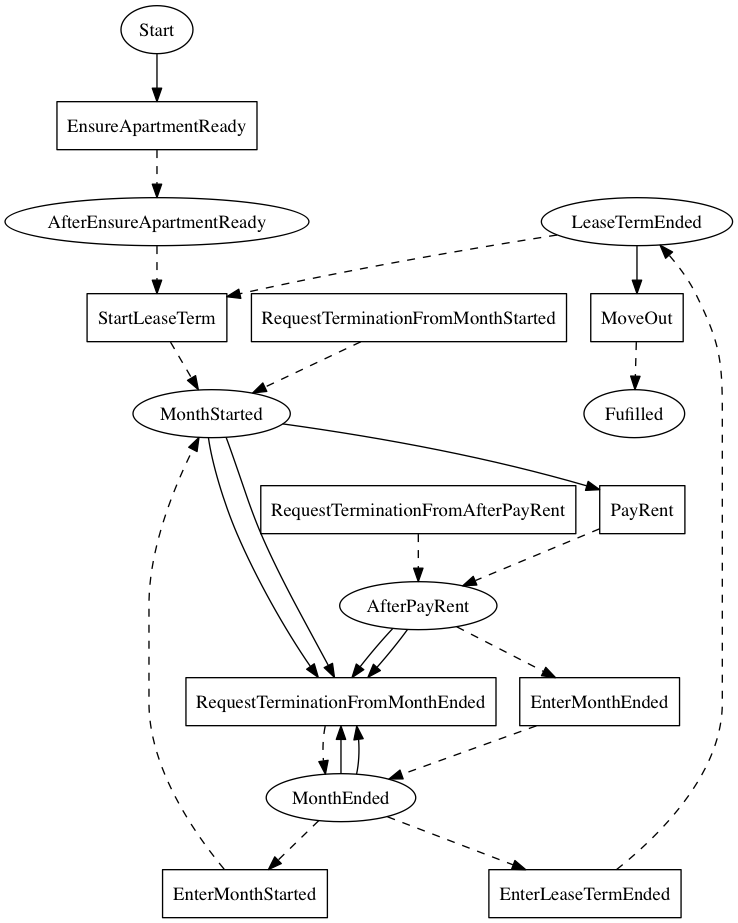 Start
EnsureApartmentReady
AfterEnsureApartmentReady
LeaseTermEnded
StartLeaseTerm
RequestTerminationFromMonthStarted
MoveOut
MonthStarted
Fufilled
RequestTerminationFromAfterPayRent
PayRent
AfterPayRent
RequestTerminationFromMonthEnded
EnterMonthEnded
MonthEnded
EnterMonthStarted
EnterLeaseTermEnded